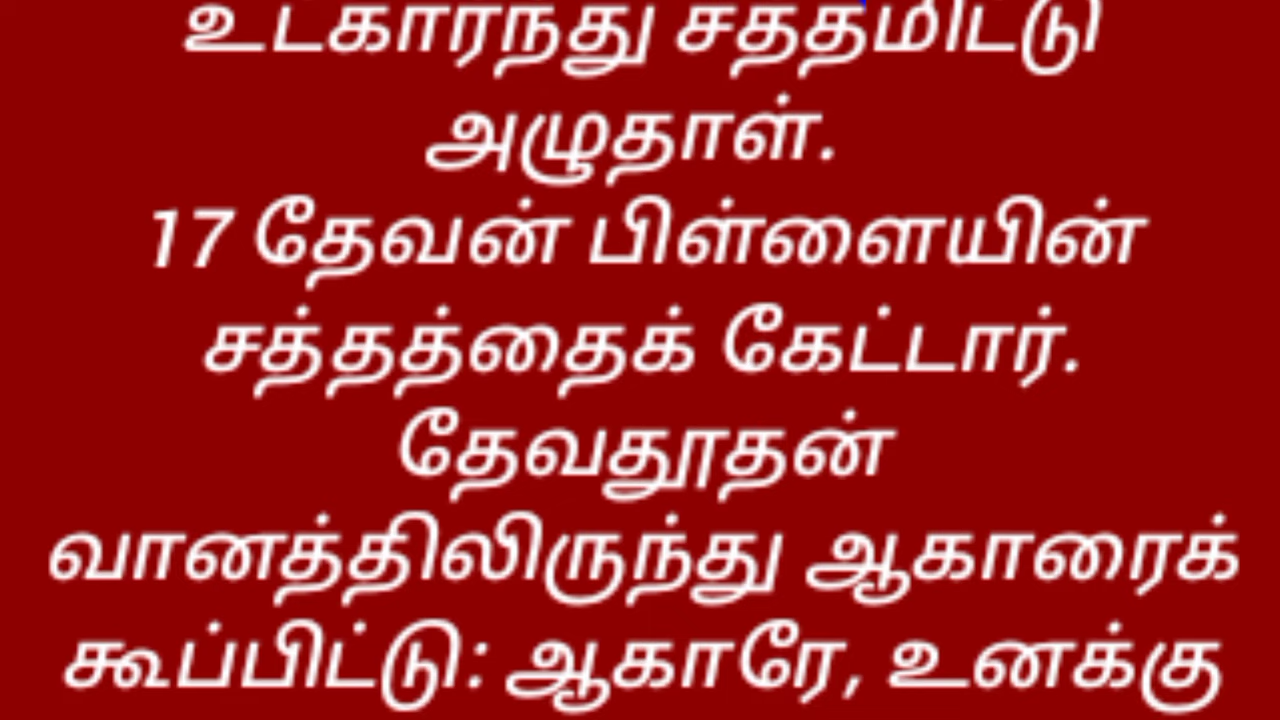 உட்கார்ந்து சத்தமிட்டு
அழுதாள்.
17 தேவன் பிள்ளையின்
சத்தத்தைக் கேட்டார்.
தேவதூதன்
வானத்திலிருந்து ஆகாரைக்
கூப்பிட்டு: ஆகாரே, உனக்கு